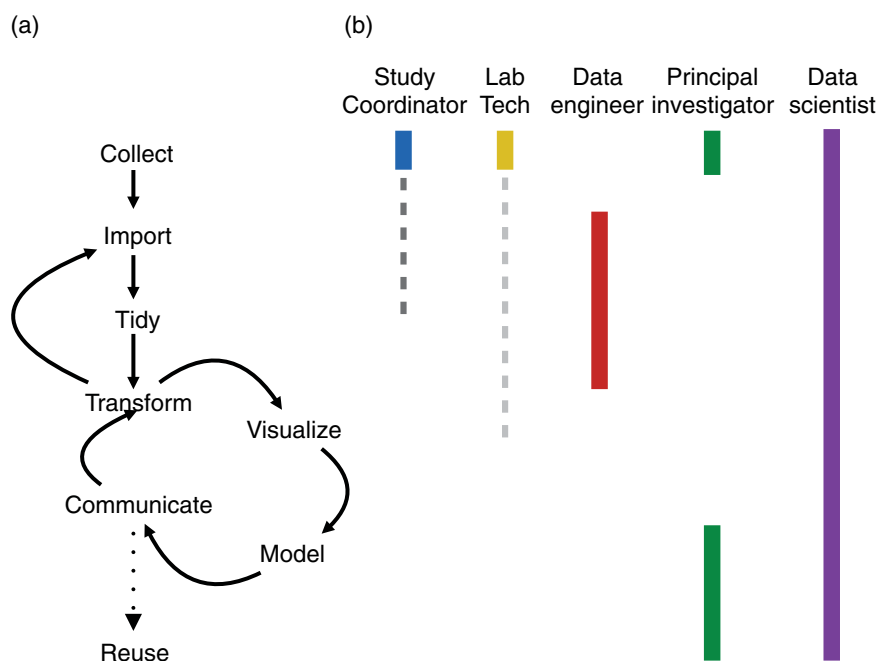 (a)
Collect
Import
Tidy
Transform
Visualize
Communicate
Model
Reuse
(b)
Study
Coordinator
Lab
Tech
Data
engineer
Principal
investigator
Data
scientist